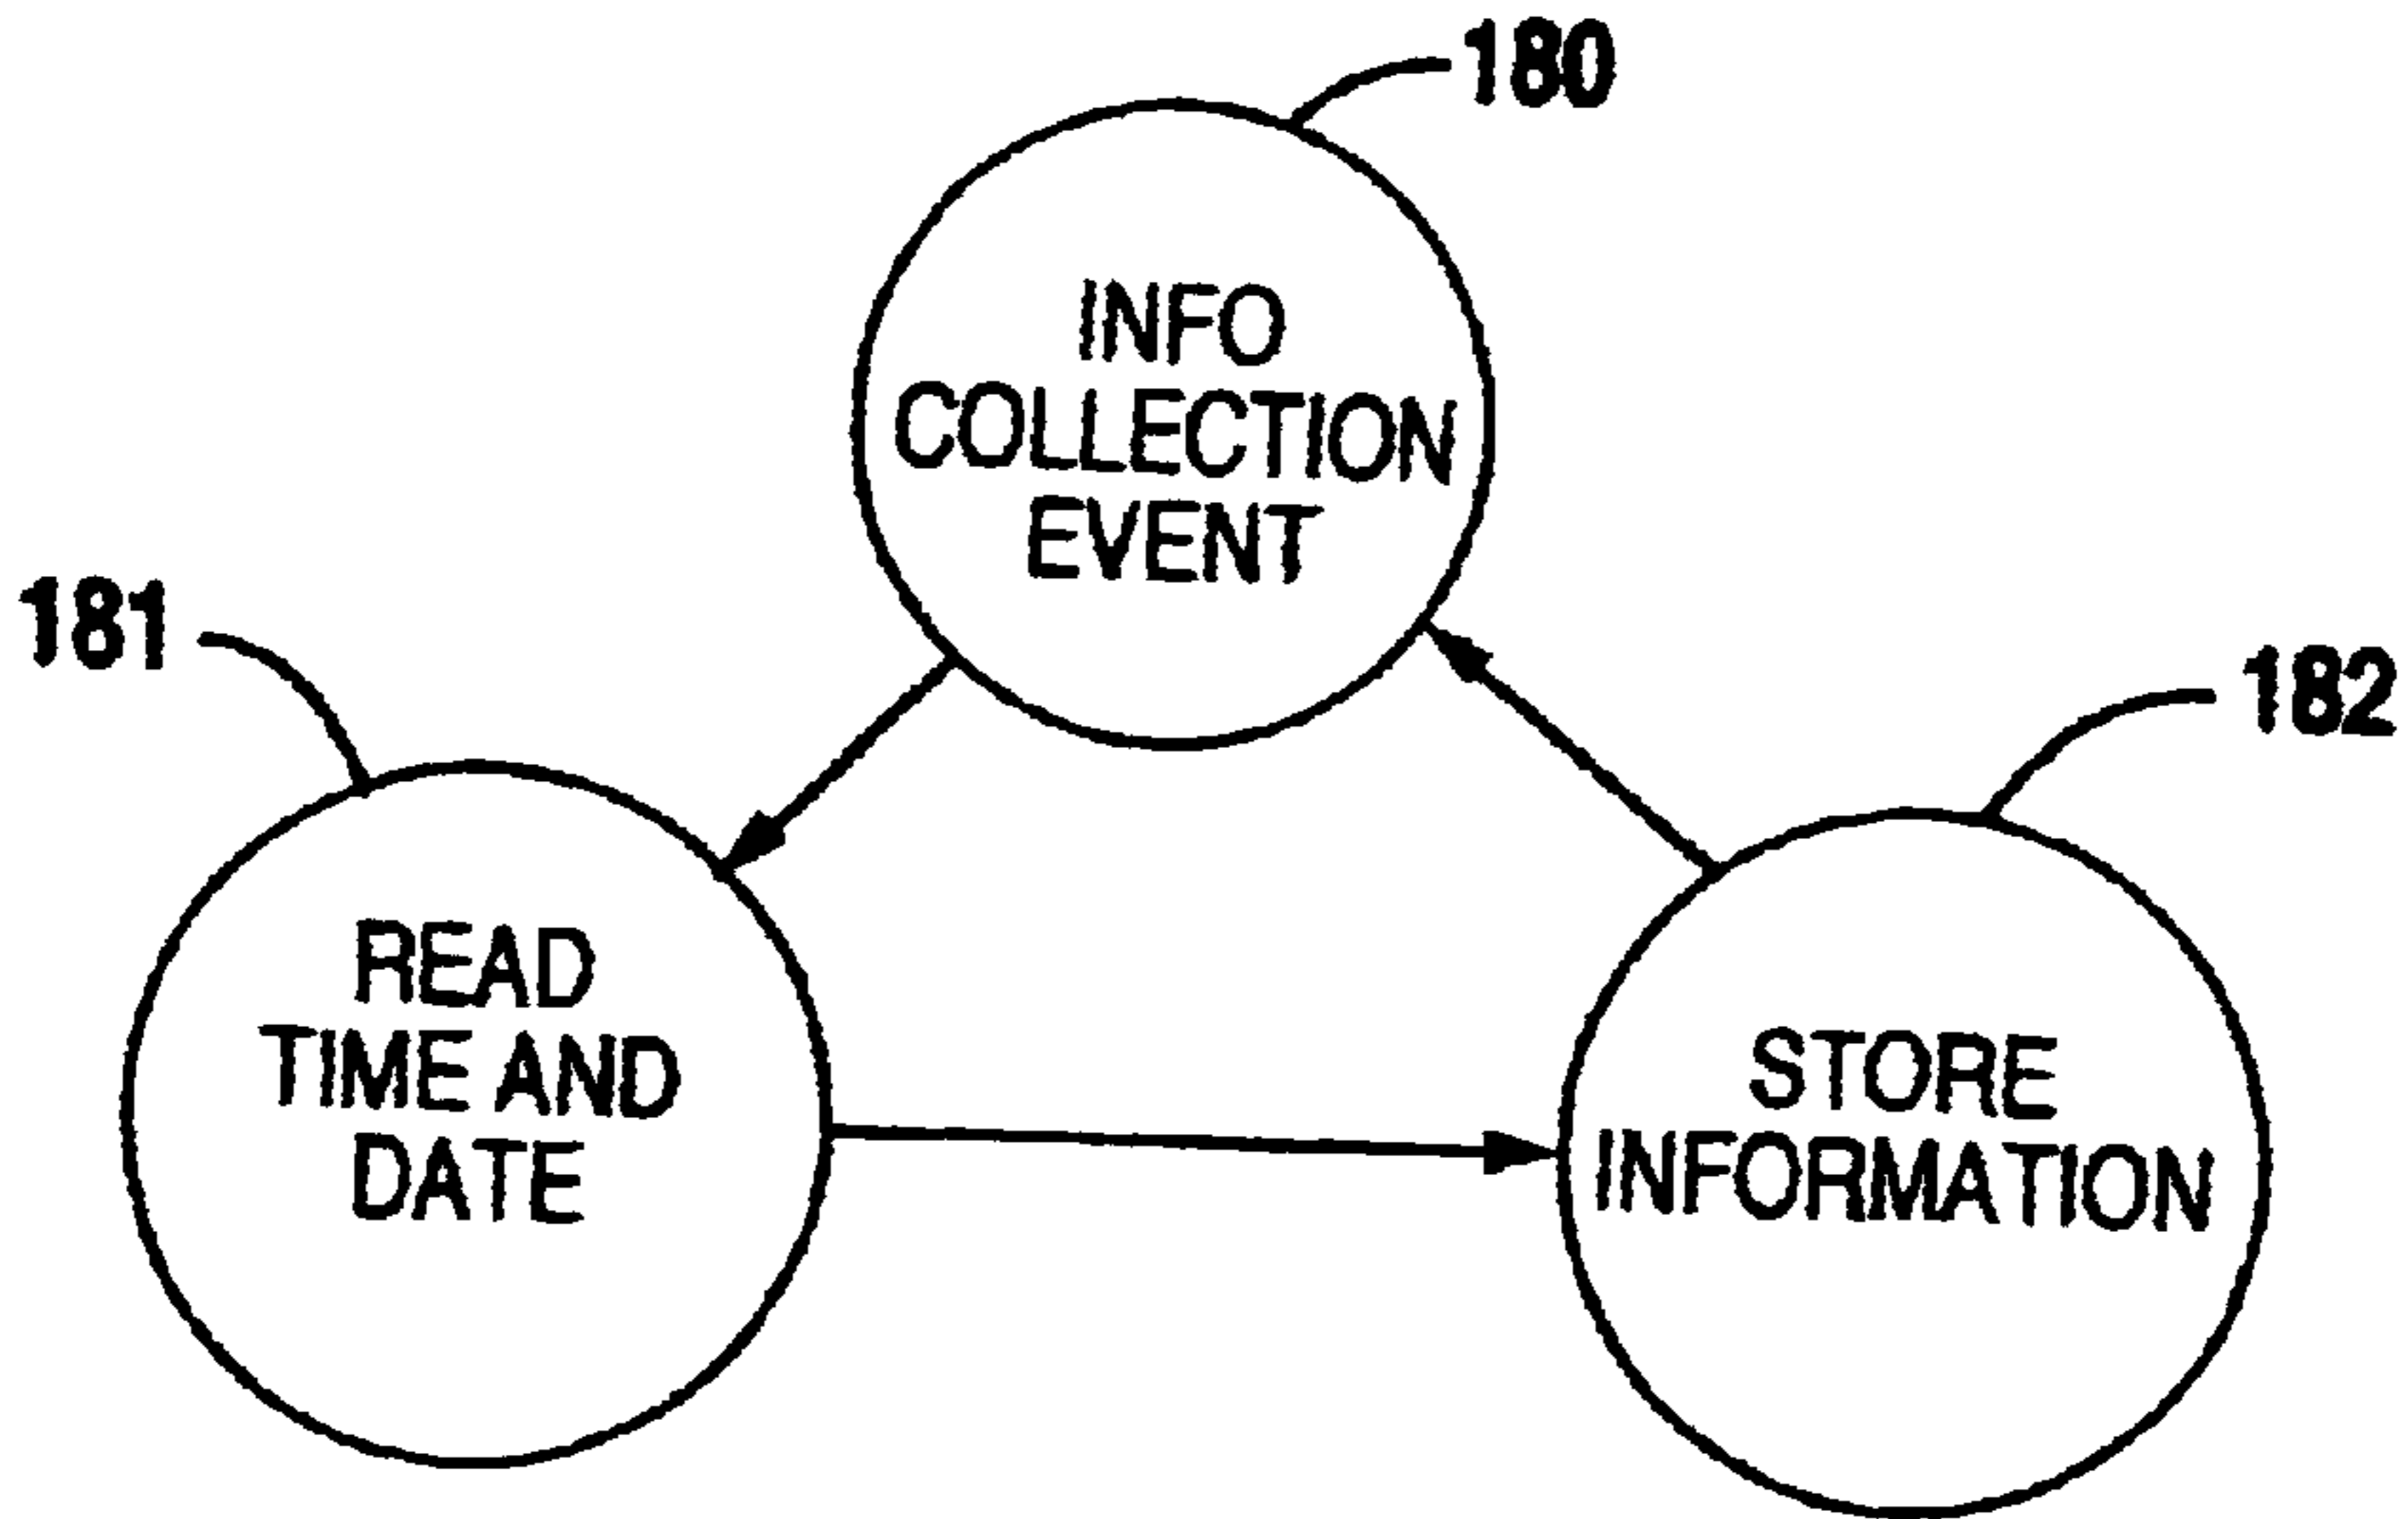 180
INFO
COLLECTION
EVENT
181
182
READ
TIME AND
DATE
STORE
INFORMATION